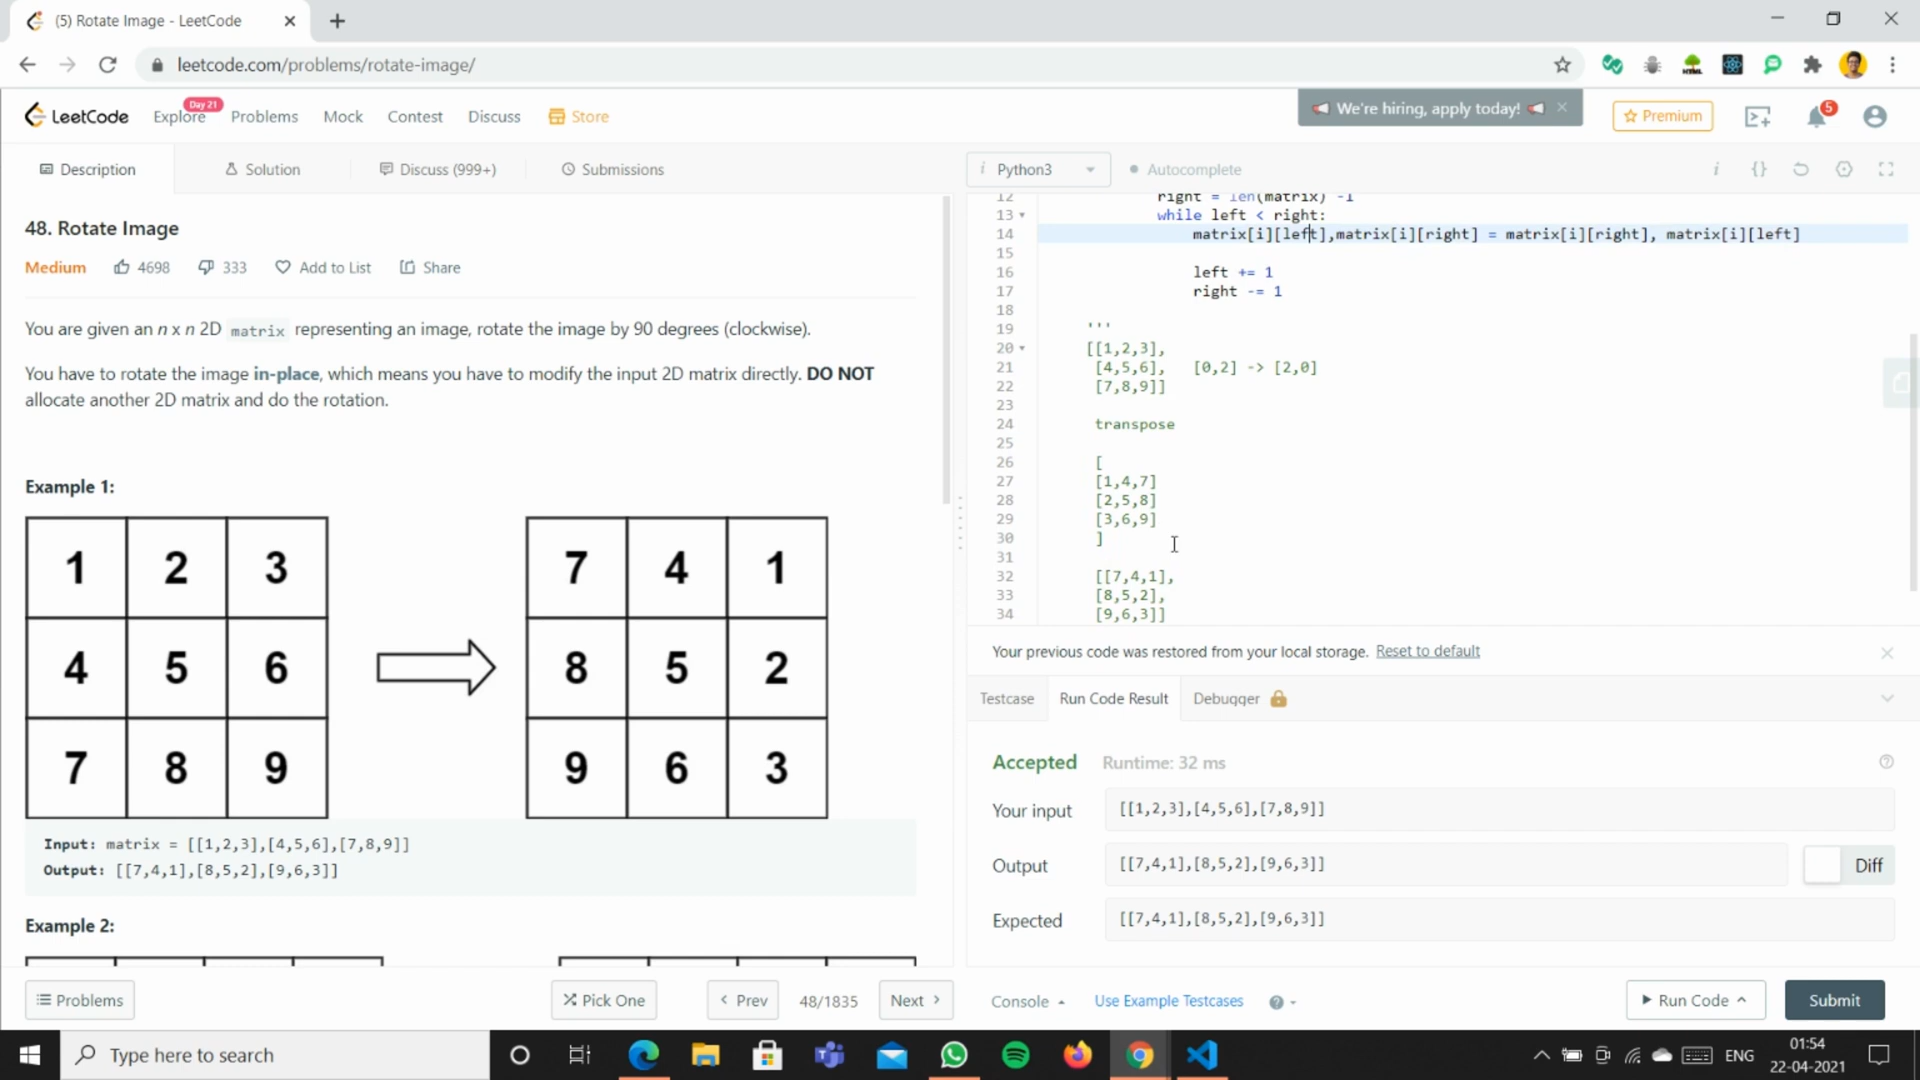 (5) Rotate Image - LeetCode
leetcode.com/problems/rotate-image/
LeetCode
Explore
Day 21
Problems
Mock
Contest
Discuss
Store
We're hiring, apply today!
Premium
5
Description
Solution
Discuss (999+)
Submissions
48. Rotate Image
Medium
4698
333
Add to List
Share
You are given an n x n 2D matrix representing an image, rotate the image by 90 degrees (clockwise).
You have to rotate the image in-place, which means you have to modify the input 2D matrix directly. DO NOT
allocate another 2D matrix and do the rotation.
Example 1:
1 2 3
4 5 6
7 8 9
7 4 1
8 5 2
9 6 3
Input: matrix = [[1,2,3],[4,5,6],[7,8,9]]
Output: [[7,4,1],[8,5,2],[9,6,3]]
Example 2:
Problems
Pick One
Prev
48/1835
Next
i Python3
Autocomplete
i
{}
12 right = len(matrix) -1
13 while left < right:
14 matrix[i][left],matrix[i][right] = matrix[i][right], matrix[i][left]
15
16 left += 1
17 right -= 1
18
19 '''
20 [[1,2,3],
21 [4,5,6], [0,2] -> [2,0]
22 [7,8,9]]
23
24 transpose
25
26 [
27 [1,4,7]
28 [2,5,8]
29 [3,6,9]
30 ]
31
32 [[7,4,1],
33 [8,5,2],
34 [9,6,3]]
Your previous code was restored from your local storage. Reset to default
Testcase
Run Code Result
Debugger
Accepted Runtime: 32 ms
Your input [[1,2,3],[4,5,6],[7,8,9]]
Output [[7,4,1],[8,5,2],[9,6,3]]
Diff
Expected [[7,4,1],[8,5,2],[9,6,3]]
Console
Use Example Testcases
Run Code
Submit
Type here to search
ENG
01:54
22-04-2021